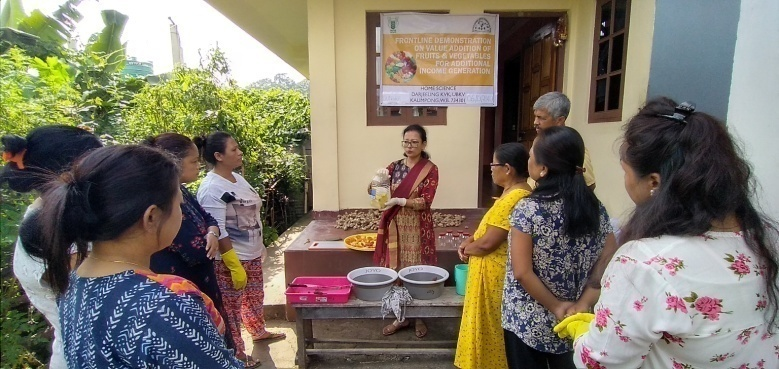 FRONTLINE DEMONSTRATION
ON VALUE ADDITION OF
FRUITS & VEGETABLES
FOR ADDITIONAL
INCOME GENERATION
HOME SCIENCE
DARJEELING KVK, UBKV
KALIMPONG, W.B. 734301